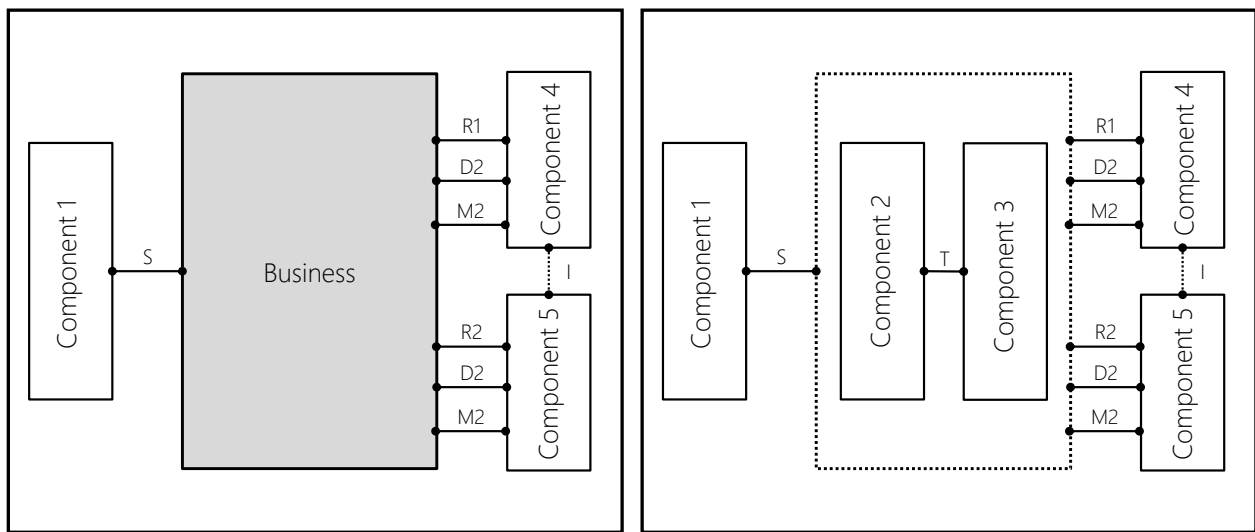 Component 1
S
Business
R1
D2
M2
Component 4
I
R2
D2
M2
Component 5
Component 1
S
Component 2
T
Component 3
R1
D2
M2
Component 4
I
R2
D2
M2
Component 5